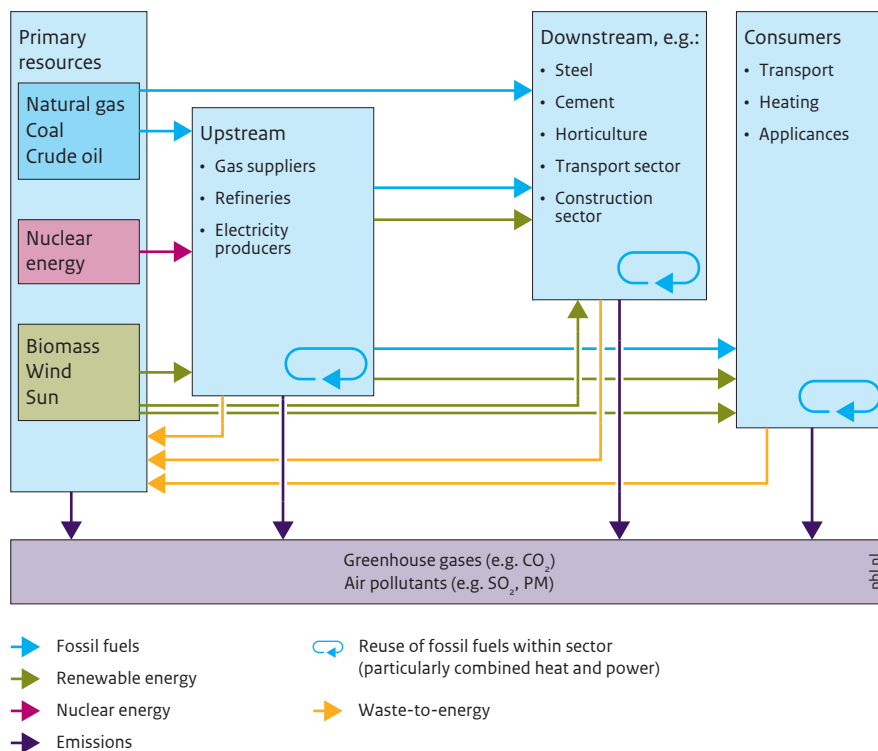 Primary
resources
Natural gas
Coal
Crude oil
Nuclear
energy
Biomass
Wind
Sun
Upstream
• Gas suppliers
• Refineries
• Electricity
producers
Downstream, e.g.:
• Steel
• Cement
• Horticulture
• Transport sector
• Construction
sector
Consumers
• Transport
• Heating
• Applicances
Greenhouse gases (e.g. CO₂)
Air pollutants (e.g. SO₂, PM)
pbl.nl
Fossil fuels
Renewable energy
Nuclear energy
Emissions
Reuse of fossil fuels within sector
(particularly combined heat and power)
Waste-to-energy